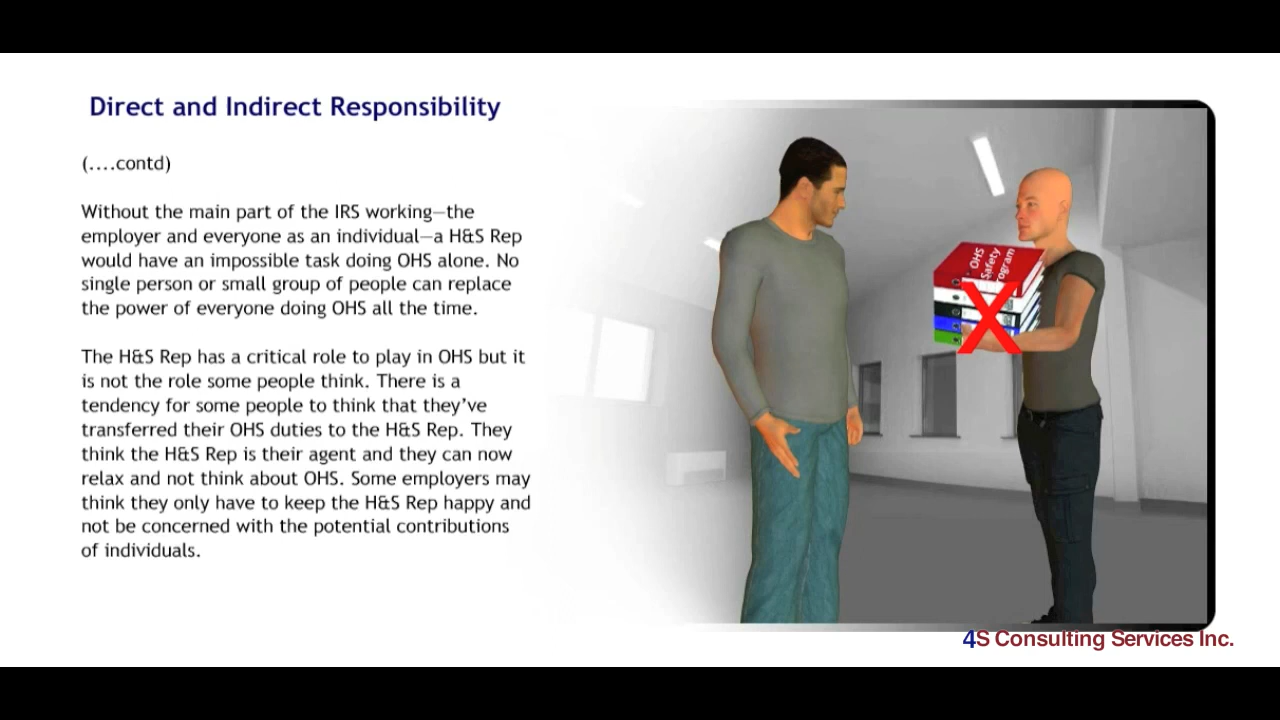 Direct and Indirect Responsibility
(....contd)
Without the main part of the IRS working—the
employer and everyone as an individual—a H&S Rep
would have an impossible task doing OHS alone. No
single person or small group of people can replace
the power of everyone doing OHS all the time.
The H&S Rep has a critical role to play in OHS but it
is not the role some people think. There is a
tendency for some people to think that they’ve
transferred their OHS duties to the H&S Rep. They
think the H&S Rep is their agent and they can now
relax and not think about OHS. Some employers may
think they only have to keep the H&S Rep happy and
not be concerned with the potential contributions
of individuals.
OHS
Safety
ogram
X
4S Consulting Services Inc.